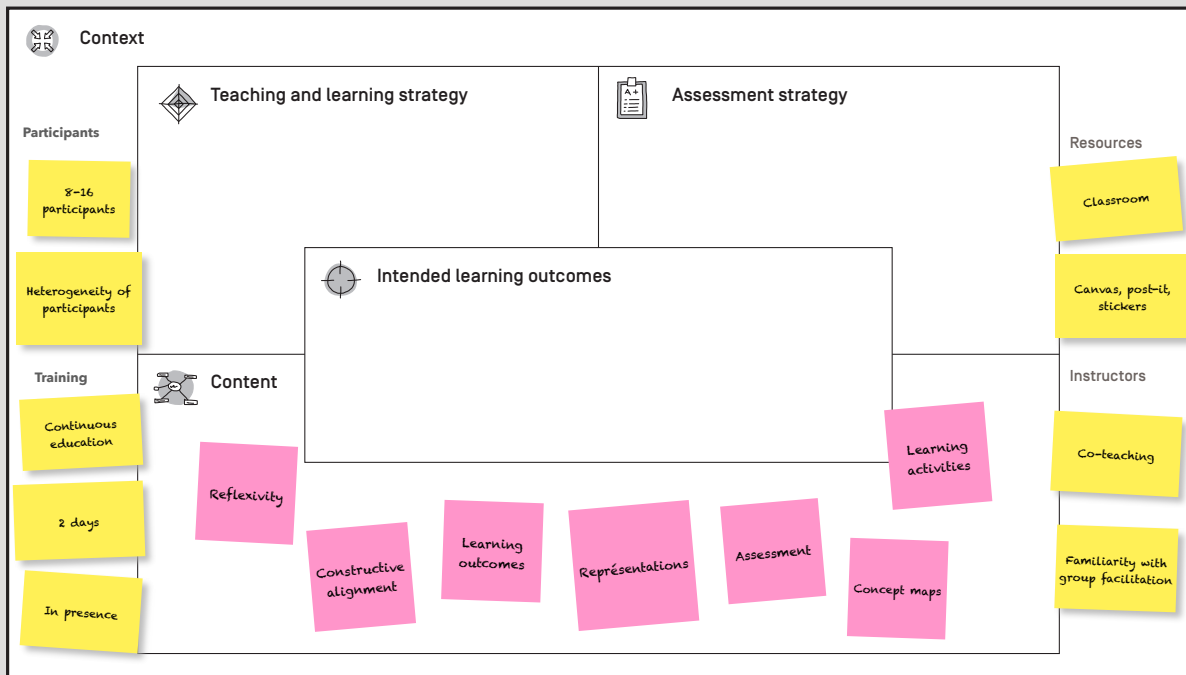 Context
Teaching and learning strategy
A+
Assessment strategy
Participants
8-16
participants
Heterogeneity of
participants
Training
Continuous
education
2 days
In presence
Intended learning outcomes
Content
Reflexivity
Constructive
alignment
Learning
outcomes
Représentations
Assessment
Concept maps
Learning
activities
Resources
Classroom
Canvas, post-it,
stickers
Instructors
Co-teaching
Familiarity with
group facilitation